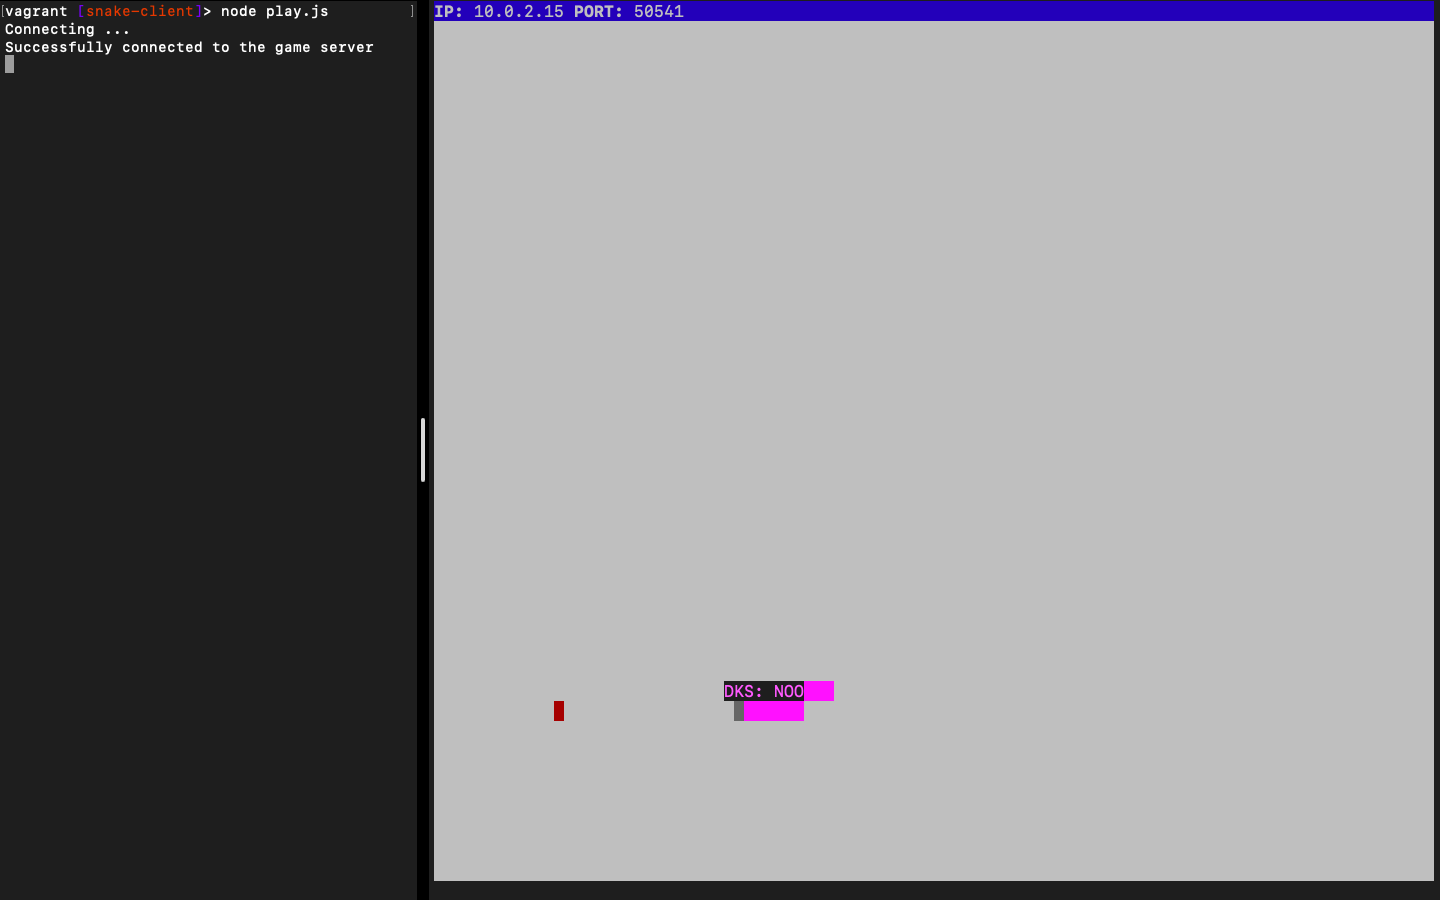 [vagrant [snake-client]> node play.js ]
Connecting ...
Successfully connected to the game server
IP: 10.0.2.15 PORT: 50541
DKS: NOO